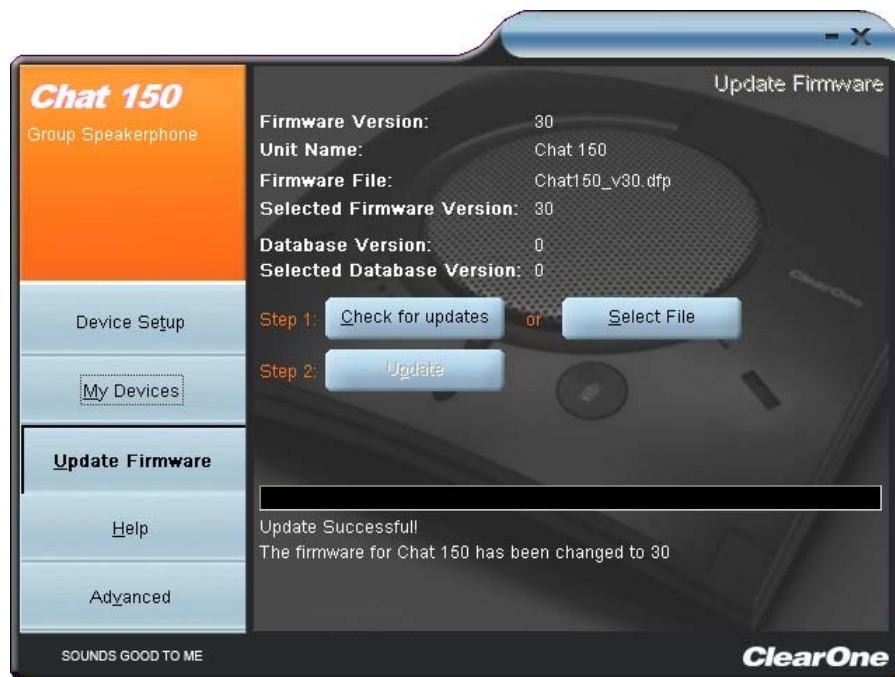 Chat 150
Group Speakerphone
Update Firmware
Firmware Version: 30
Unit Name: Chat 150
Firmware File: Chat150_v30.dfp
Selected Firmware Version: 30
Database Version: 0
Selected Database Version: 0
Step 1: Check for updates or Select File
Step 2: Update
Device Setup
My Devices
Update Firmware
Help
Advanced
Update Successful!
The firmware for Chat 150 has been changed to 30
SOUNDS GOOD TO ME
ClearOne
ClearOne